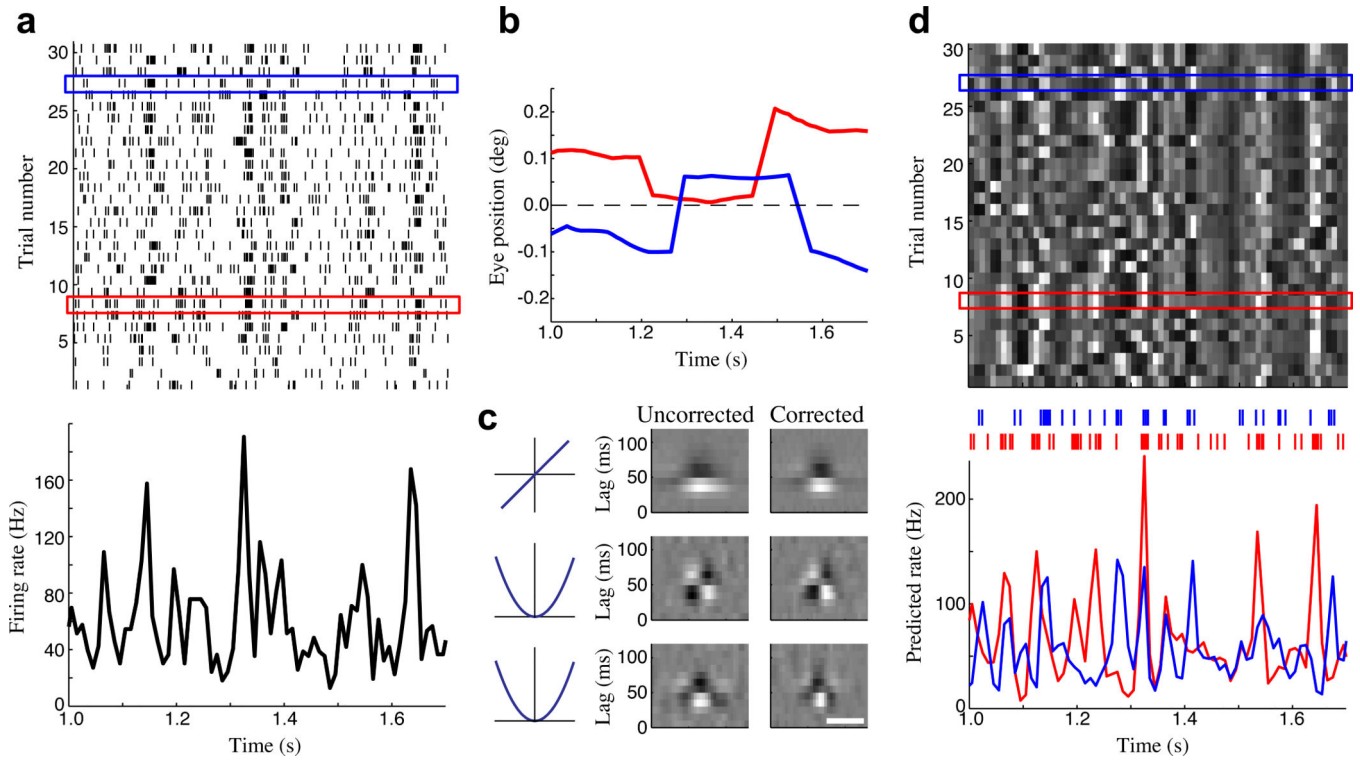 a
30
25
20
15
10
5
Trial number
160
120
80
40
0
Firing rate (Hz)
1.0 1.2 1.4 1.6
Time (s)
b
0.2
0.1
0.0
-0.1
-0.2
Eye position (deg)
1.0 1.2 1.4 1.6
Time (s)
c
Uncorrected Corrected
100
50
0
Lag (ms)
100
50
0
Lag (ms)
100
50
0
Lag (ms)
d
30
25
20
15
10
5
Trial number
200
100
0
Predicted rate (Hz)
1.0 1.2 1.4 1.6
Time (s)